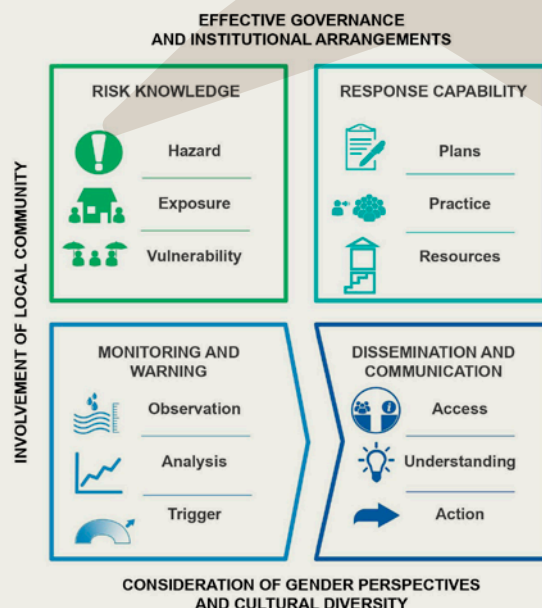 EFFECTIVE GOVERNANCE
AND INSTITUTIONAL ARRANGEMENTS
INVOLVEMENT OF LOCAL COMMUNITY
RISK KNOWLEDGE
Hazard
Exposure
Vulnerability
RESPONSE CAPABILITY
Plans
Practice
Resources
MONITORING AND
WARNING
Observation
Analysis
Trigger
DISSEMINATION AND
COMMUNICATION
Access
Understanding
Action
CONSIDERATION OF GENDER PERSPECTIVES
AND CULTURAL DIVERSITY